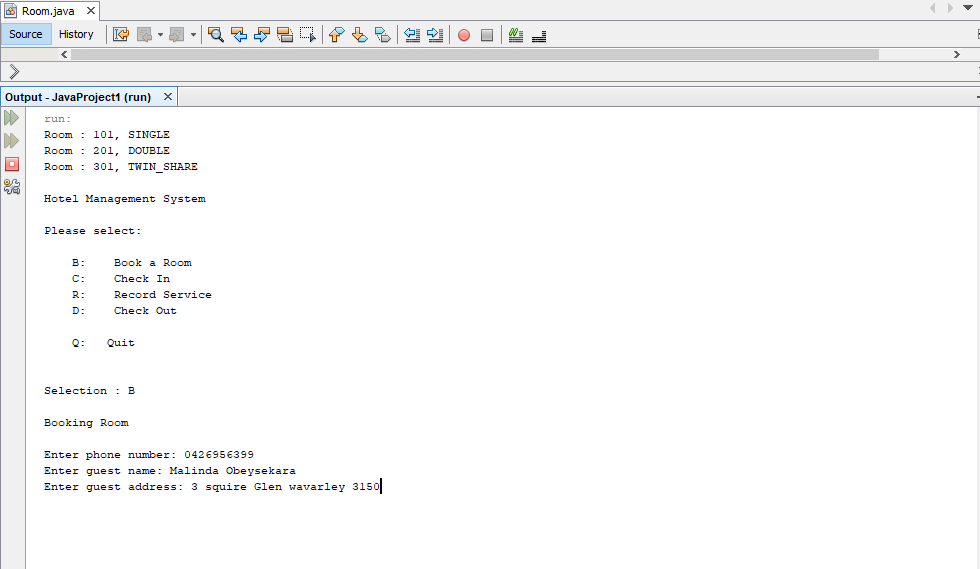 Room.java
Source History
Output - JavaProject1 (run)
run:
Room : 101, SINGLE
Room : 201, DOUBLE
Room : 301, TWIN_SHARE
Hotel Management System
Please select:
B: Book a Room
C: Check In
R: Record Service
D: Check Out
Q: Quit
Selection : B
Booking Room
Enter phone number: 0426956399
Enter guest name: Malinda Obeysekara
Enter guest address: 3 squire Glen wavarley 3150